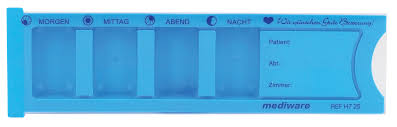 MORGEN MITTAG ABEND NACHT
Wir wünschen Gute Besserung!
Patient:
Abt.:
Zimmer:
mediware REF H7 25